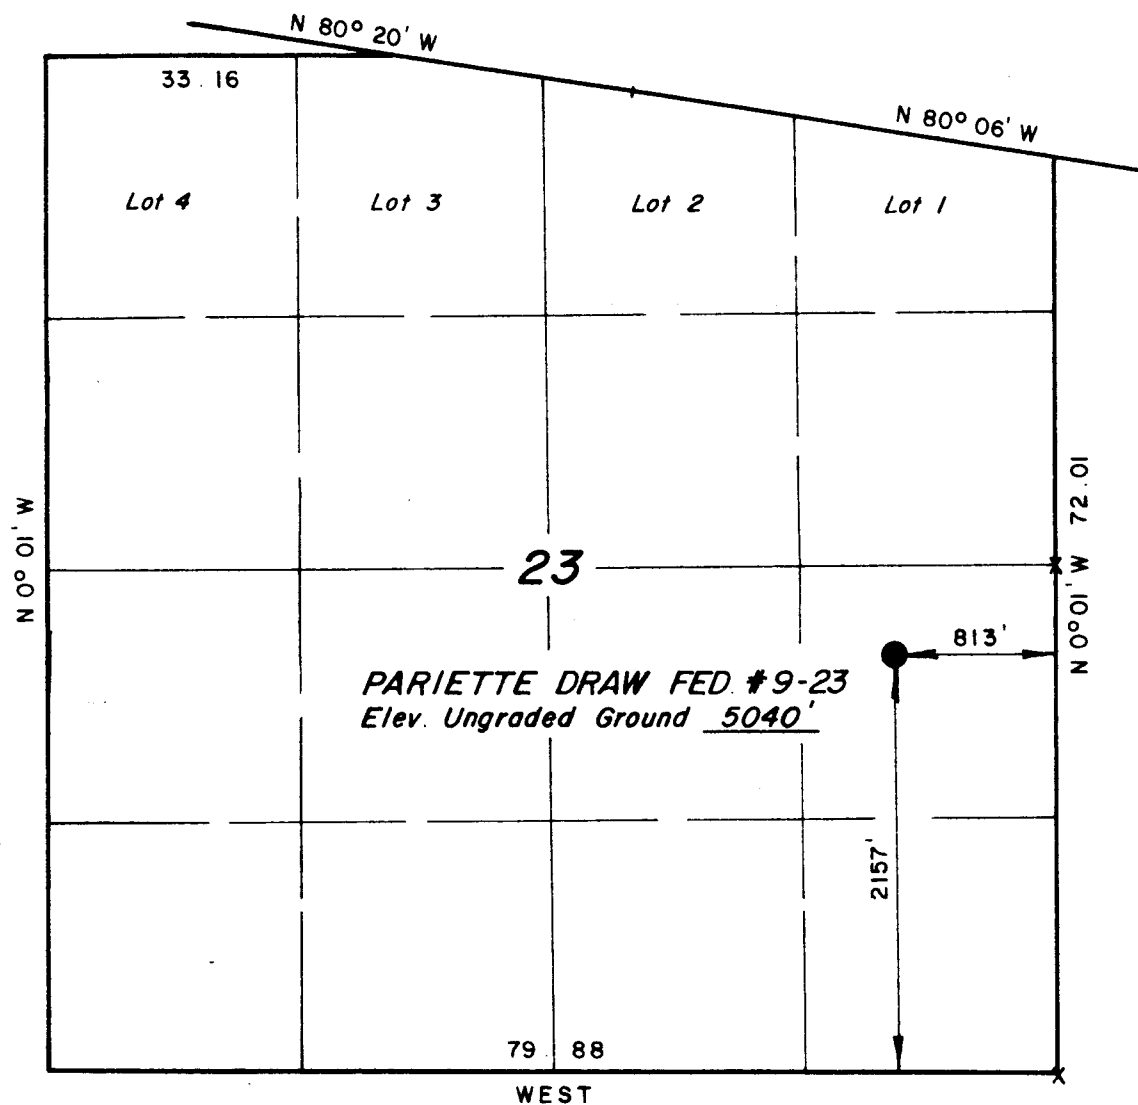 N 80° 20' W
33.16
N 80° 06' W
Lot 4
Lot 3
Lot 2
Lot 1
N 0° 01' W
N 0° 01' W 72.01
23
813'
PARIETTE DRAW FED. #9-23
Elev. Ungraded Ground 5040'
2157'
79.88
WEST